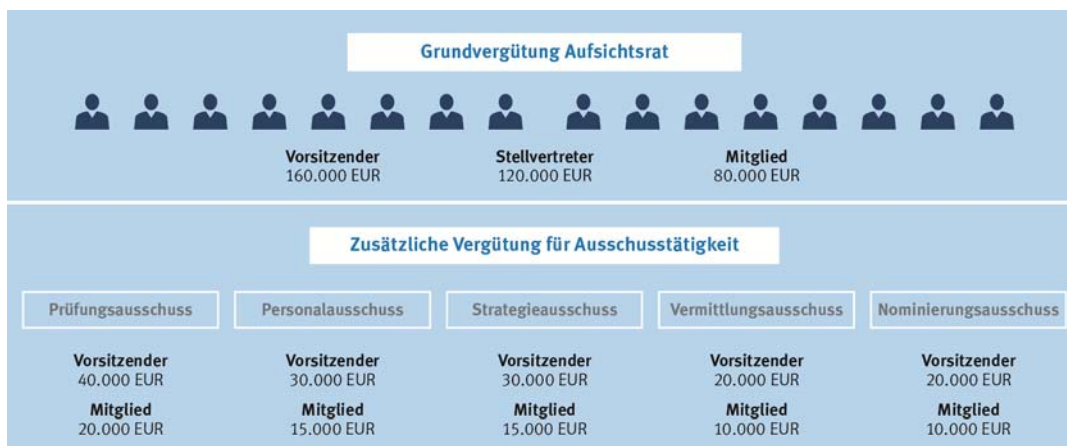 Grundvergütung Aufsichtsrat
Vorsitzender
160.000 EUR
Stellvertreter
120.000 EUR
Mitglied
80.000 EUR
Zusätzliche Vergütung für Ausschusstätigkeit
Prüfungsausschuss
Personalausschuss
Strategieausschuss
Vermittlungsausschuss
Nominierungsausschuss
Vorsitzender
40.000 EUR
Mitglied
20.000 EUR
Vorsitzender
30.000 EUR
Mitglied
15.000 EUR
Vorsitzender
30.000 EUR
Mitglied
15.000 EUR
Vorsitzender
20.000 EUR
Mitglied
10.000 EUR
Vorsitzender
20.000 EUR
Mitglied
10.000 EUR